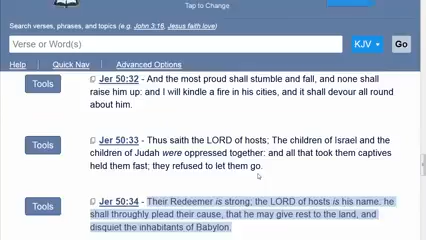 Tap to Change
Search verses, phrases, and topics (e.g. John 3:16, Jesus faith love)
Verse or Word(s)
KJV
Go
Help
Quick Nav
Advanced Options
Tools
Jer 50:32 - And the most proud shall stumble and fall, and none shall
raise him up: and I will kindle a fire in his cities, and it shall devour all round
about him.
Tools
Jer 50:33 - Thus saith the LORD of hosts; The children of Israel and the
children of Judah were oppressed together: and all that took them captives
held them fast; they refused to let them go.
Tools
Jer 50:34 - Their Redeemer is strong; the LORD of hosts is his name: he
shall throughly plead their cause, that he may give rest to the land, and
disquiet the inhabitants of Babylon.